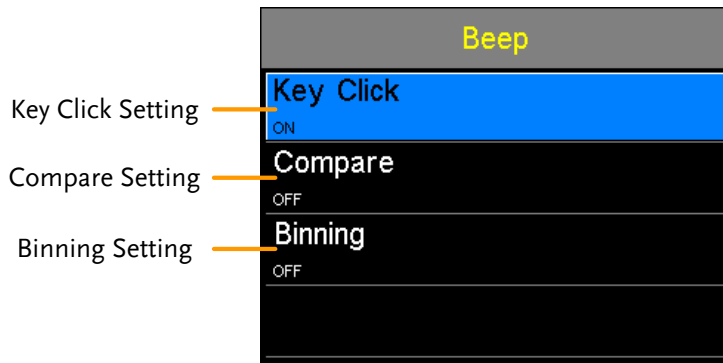 Beep
Key Click Setting
Key Click
ON
Compare Setting
Compare
OFF
Binning Setting
Binning
OFF